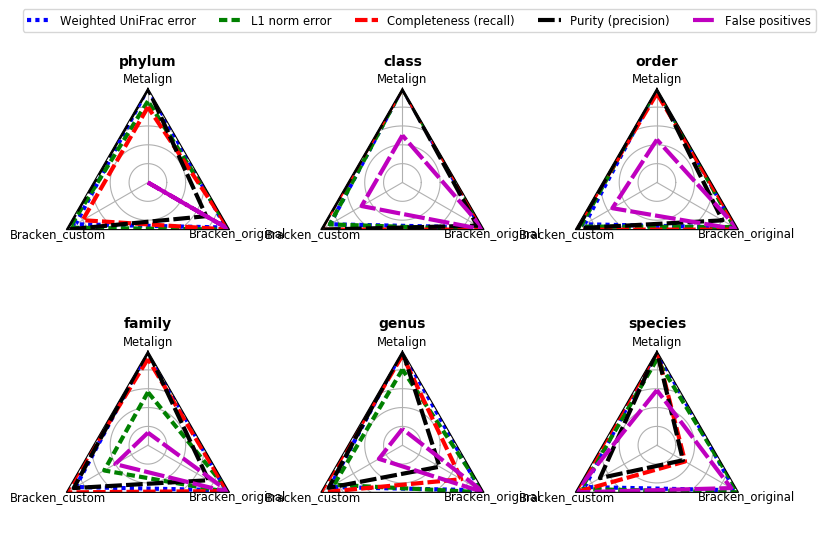 Weighted UniFrac error L1 norm error Completeness (recall) Purity (precision) False positives
phylum class order
Metalign Metalign Metalign
Bracken_custom Bracken_original Bracken_custom Bracken_original Bracken_custom Bracken_original
family genus species
Metalign Metalign Metalign
Bracken_custom Bracken_original Bracken_custom Bracken_original Bracken_custom Bracken_original